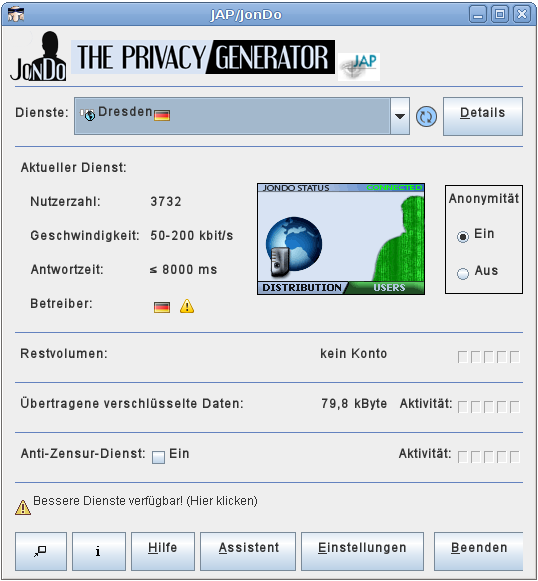 JAP/JonDo
JonDo THE PRIVACY GENERATOR JAP
Dienste: Dresden Details
Aktueller Dienst:
Nutzerzahl: 3732
Geschwindigkeit: 50-200 kbit/s
Antwortzeit: ≤ 8000 ms
Betreiber:
JONDO STATUS CONNECTED
DISTRIBUTION USERS
Anonymität
Ein
Aus
Restvolumen: kein Konto
Übertragene verschlüsselte Daten: 79,8 kByte Aktivität:
Anti-Zensur-Dienst: Ein Aktivität:
Bessere Dienste verfügbar! (Hier klicken)
i Hilfe Assistent Einstellungen Beenden